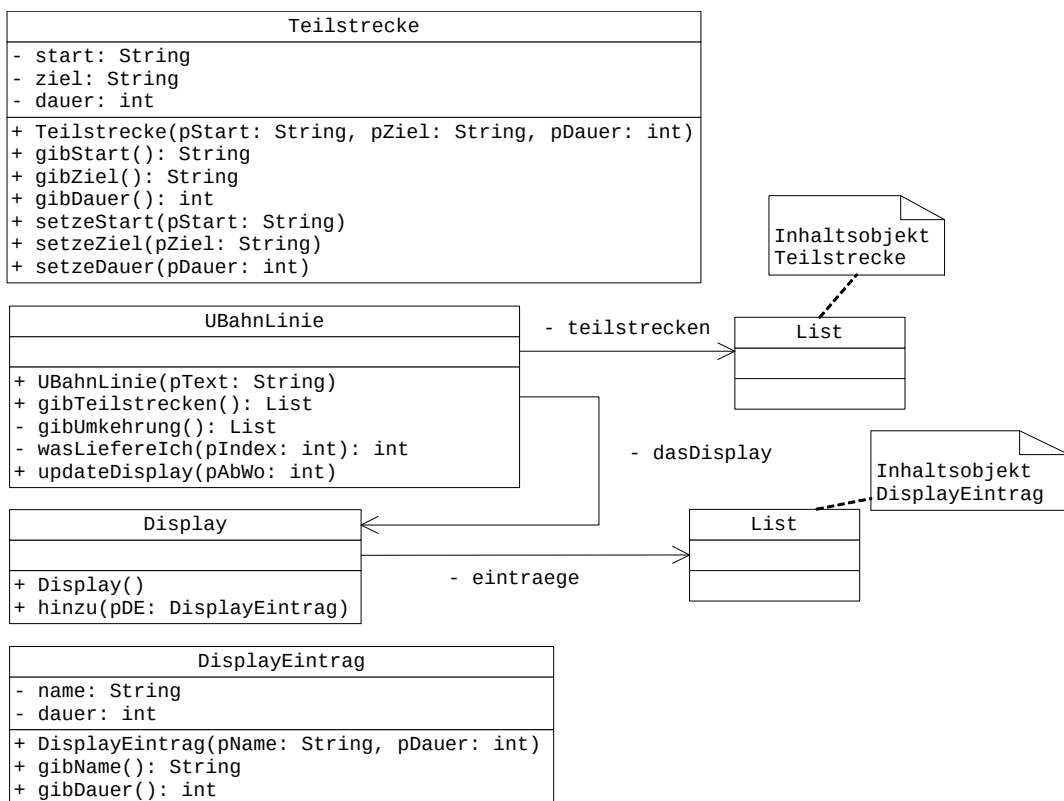 Teilstrecke
- start: String
- ziel: String
- dauer: int
+ Teilstrecke(pStart: String, pZiel: String, pDauer: int)
+ gibStart(): String
+ gibZiel(): String
+ gibDauer(): int
+ setzeStart(pStart: String)
+ setzeZiel(pZiel: String)
+ setzeDauer(pDauer: int)
Inhaltsobjekt
Teilstrecke
UBahnLinie
+ UBahnLinie(pText: String)
+ gibTeilstrecken(): List
- gibUmkehrung(): List
- wasLiefereIch(pIndex: int): int
+ updateDisplay(pAbWo: int)
- teilstrecken
List
- dasDisplay
Inhaltsobjekt
DisplayEintrag
Display
+ Display()
+ hinzu(pDE: DisplayEintrag)
- eintraege
List
DisplayEintrag
- name: String
- dauer: int
+ DisplayEintrag(pName: String, pDauer: int)
+ gibName(): String
+ gibDauer(): int